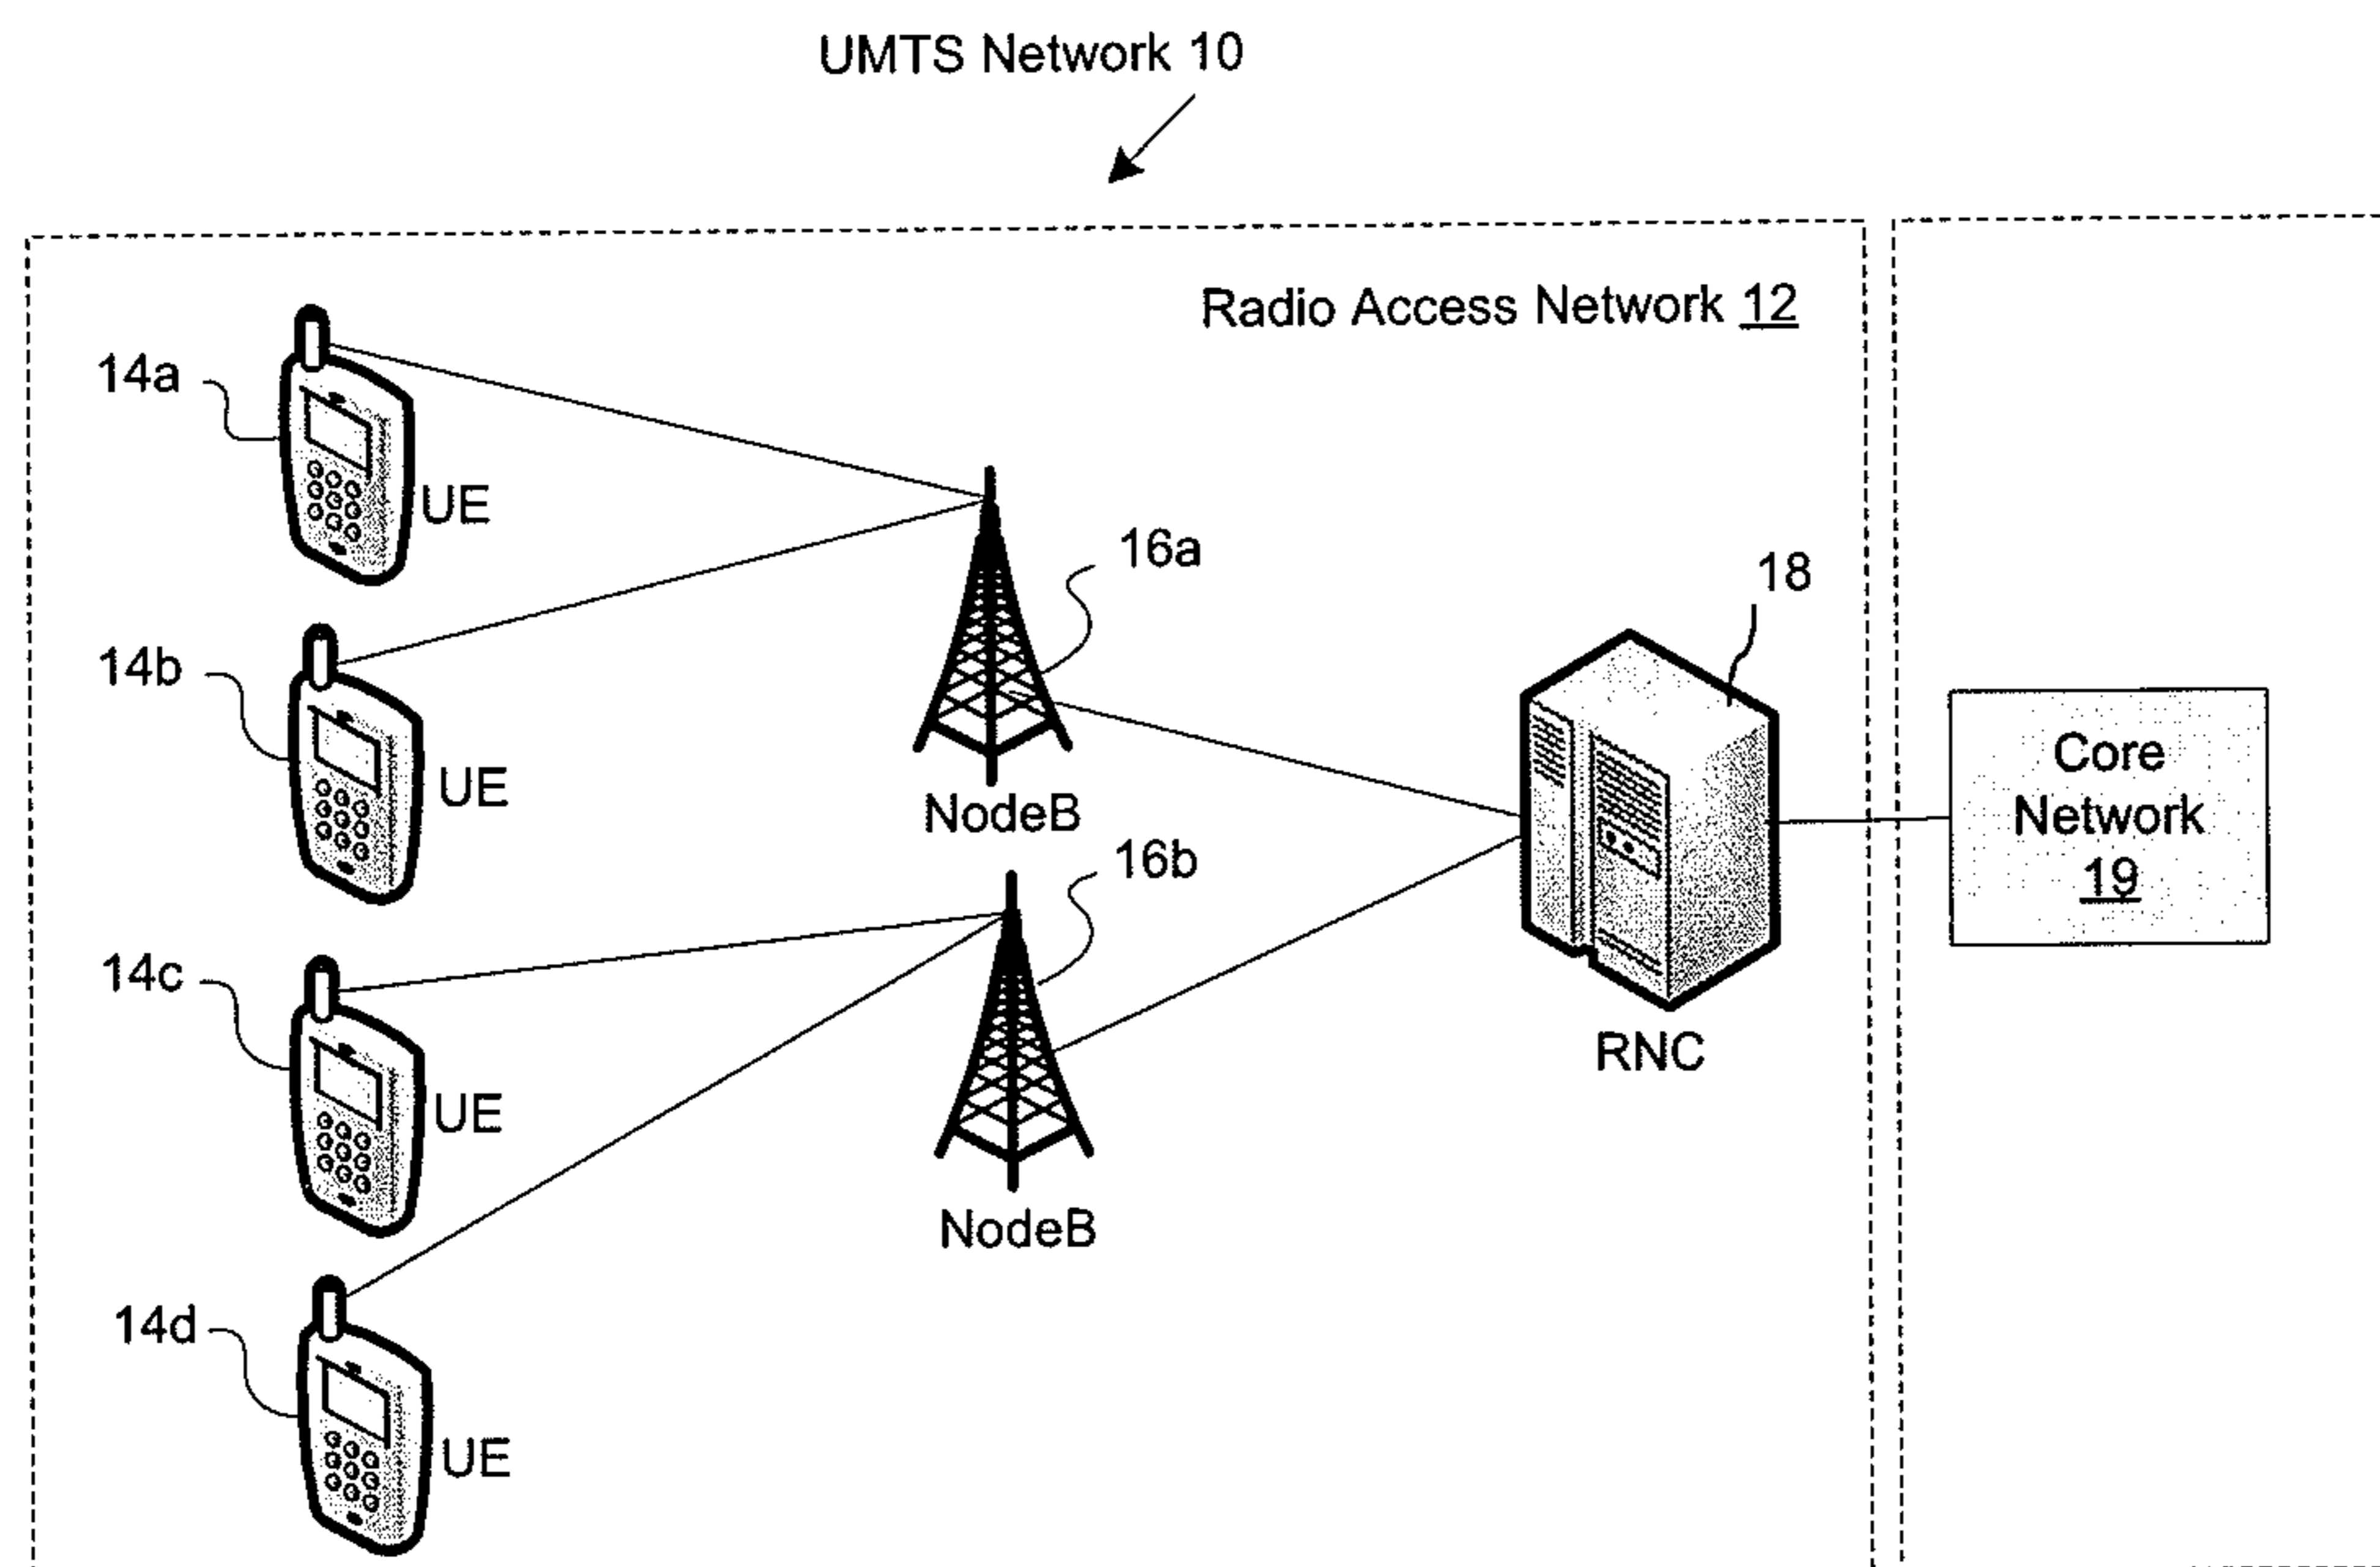 UMTS Network 10
Radio Access Network 12
14a
UE
16a
18
14b
UE
NodeB
Core
Network
19
16b
14c
UE
RNC
NodeB
14d
UE